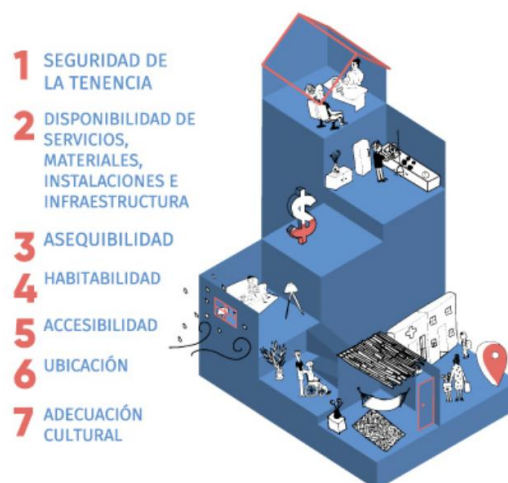 1 SEGURIDAD DE
LA TENENCIA
2 DISPONIBILIDAD DE
SERVICIOS,
MATERIALES,
INSTALACIONES E
INFRAESTRUCTURA
3 ASEQUIBILIDAD
4 HABITABILIDAD
5 ACCESIBILIDAD
6 UBICACIÓN
7 ADECUACIÓN
CULTURAL
$